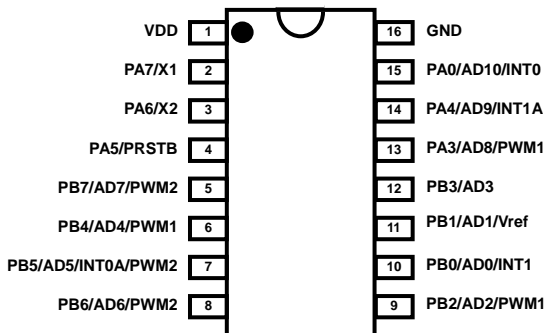 VDD 1 16 GND
PA7/X1 2 15 PA0/AD10/INT0
PA6/X2 3 14 PA4/AD9/INT1A
PA5/PRSTB 4 13 PA3/AD8/PWM1
PB7/AD7/PWM2 5 12 PB3/AD3
PB4/AD4/PWM1 6 11 PB1/AD1/Vref
PB5/AD5/INT0A/PWM2 7 10 PB0/AD0/INT1
PB6/AD6/PWM2 8 9 PB2/AD2/PWM1